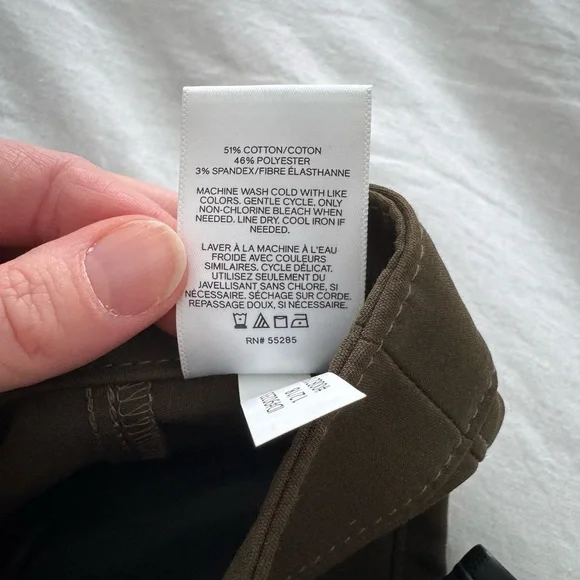 51% COTTON/COTON
46% POLYESTER
3% SPANDEX/FIBRE ÉLASTHANNE
MACHINE WASH COLD WITH LIKE
COLORS. GENTLE CYCLE. ONLY
NON-CHLORINE BLEACH WHEN
NEEDED. LINE DRY. COOL IRON IF
NEEDED.
LAVER À LA MACHINE À L'EAU
FROIDE AVEC COULEURS
SIMILAIRES. CYCLE DÉLICAT.
UTILISEZ SEULEMENT DU
JAVELLISANT SANS CHLORE, SI
NÉCESSAIRE. SÉCHAGE SUR CORDE.
REPASSAGE DOUX, SI NÉCESSAIRE.
RN# 55285